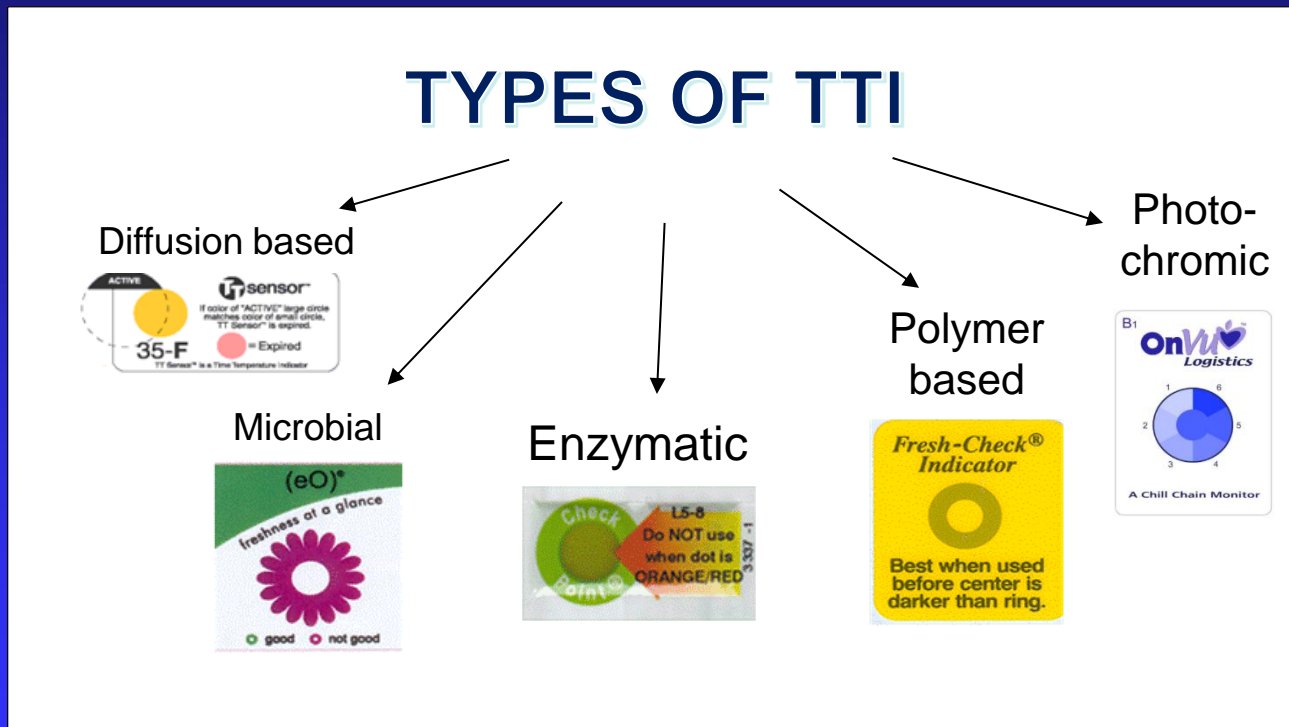 TYPES OF TTI
Diffusion based
ACTIVE
TT sensor™
If color of "ACTIVE" large circle
matches color of small circle,
TT Sensor™ is expired.
= Expired
35-F
TT Sensor™ is a Time Temperature Indicator
Microbial
(eO)®
freshness at a glance
good not good
Enzymatic
Check
Point®
L5-8
Do NOT use
when dot is
ORANGE/RED
3 337 -1
Polymer
based
Fresh-Check®
Indicator
Best when used
before center is
darker than ring.
Photo-
chromic
B1
OnVu™
Logistics
1 6
2 5
3 4
A Chill Chain Monitor